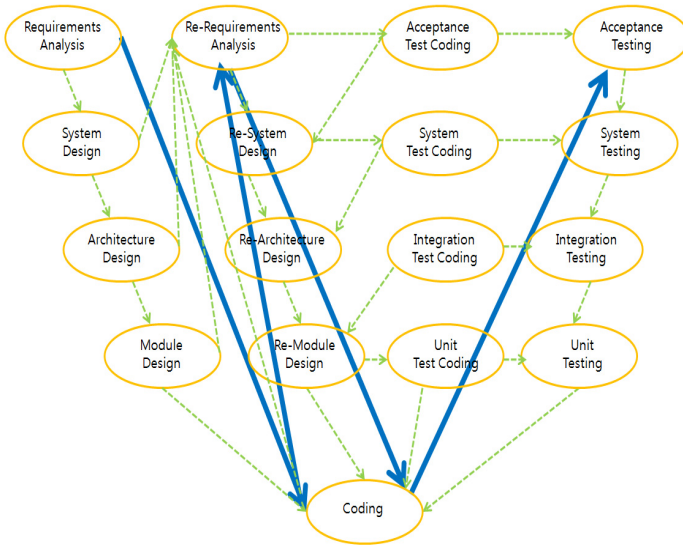 Requirements
Analysis
Re-Requirements
Analysis
Acceptance
Test Coding
Acceptance
Testing
System
Design
Re-System
Design
System
Test Coding
System
Testing
Architecture
Design
Re-Architecture
Design
Integration
Test Coding
Integration
Testing
Module
Design
Re-Module
Design
Unit
Test Coding
Unit
Testing
Coding